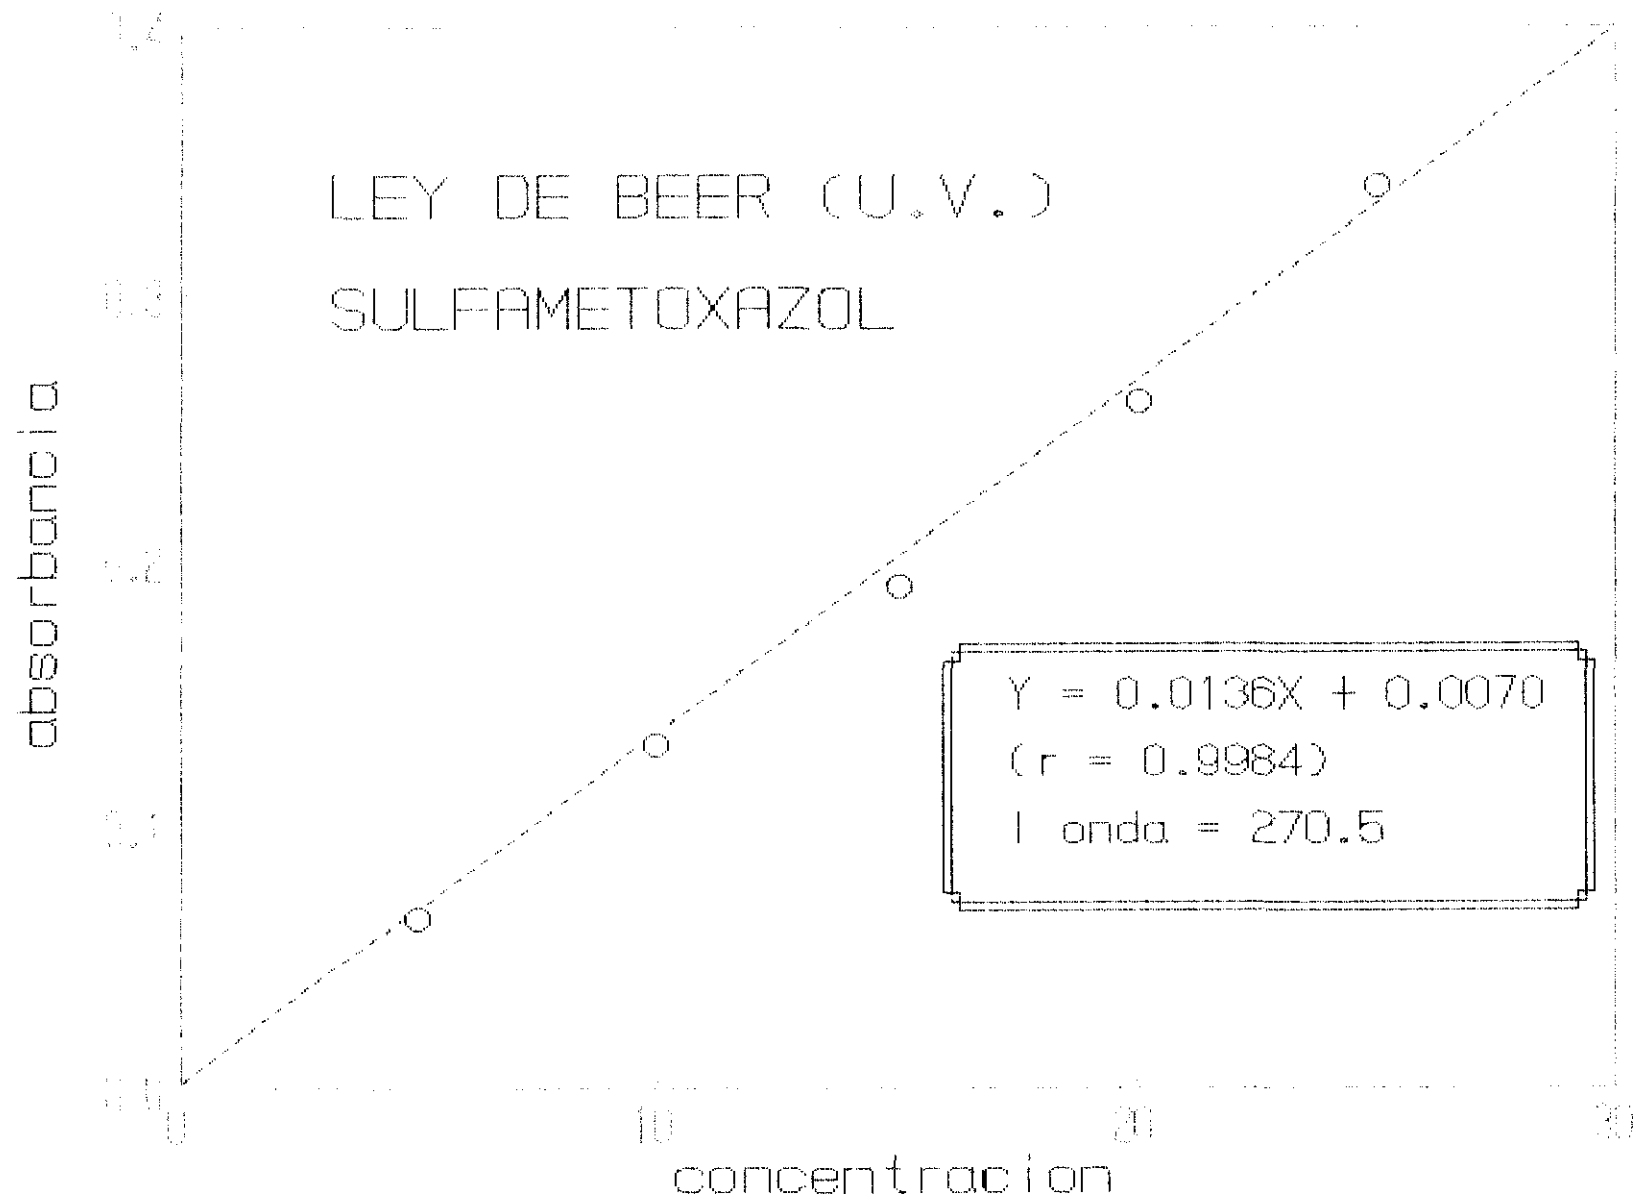 LEY DE BEER (U.V.)
SULFAMETOXAZOL
absorbancia
Y = 0.0136X + 0.0070
(r = 0.9984)
l onda = 270.5
0
10
20
30
concentracion